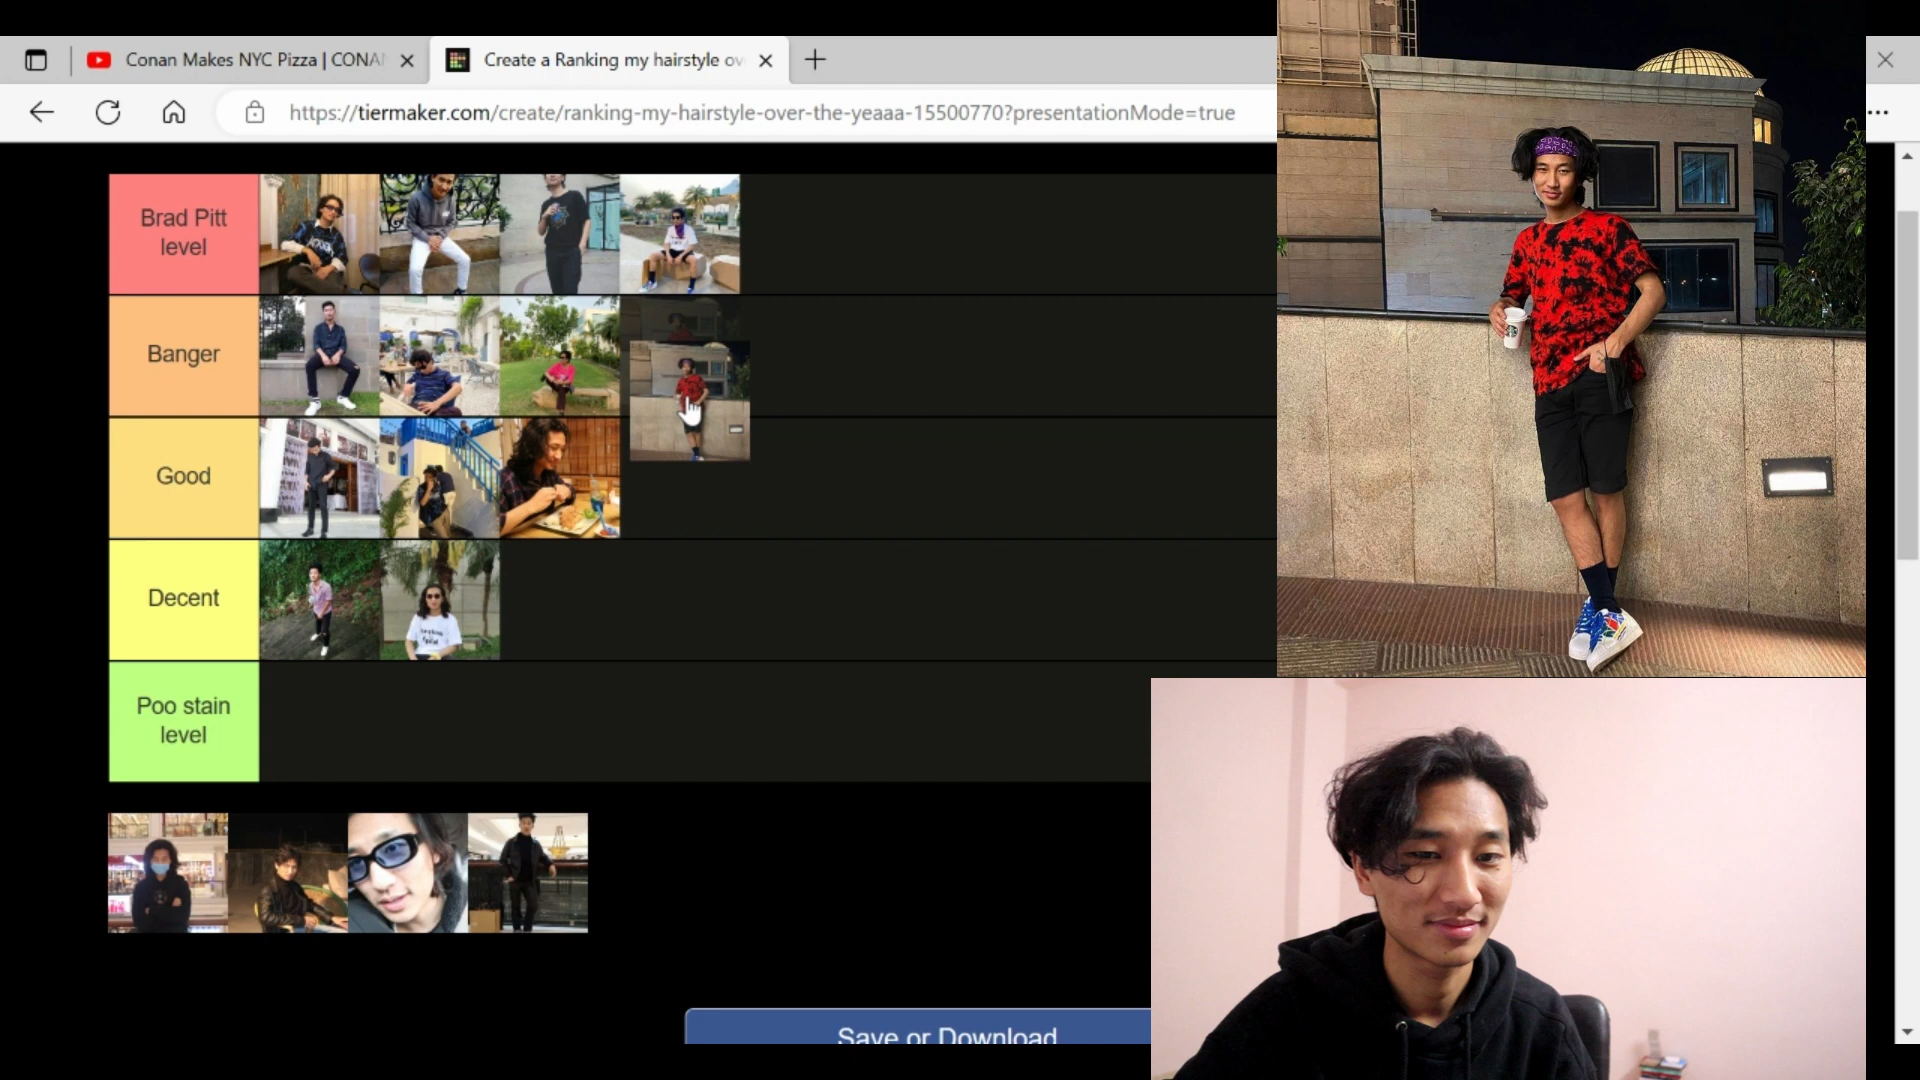 Conan Makes NYC Pizza | CONA
Create a Ranking my hairstyle ov
https://tiermaker.com/create/ranking-my-hairstyle-over-the-yeaaa-15500770?presentationMode=true
Brad Pitt
level
Banger
Good
Decent
Poo stain
level
Save or Download